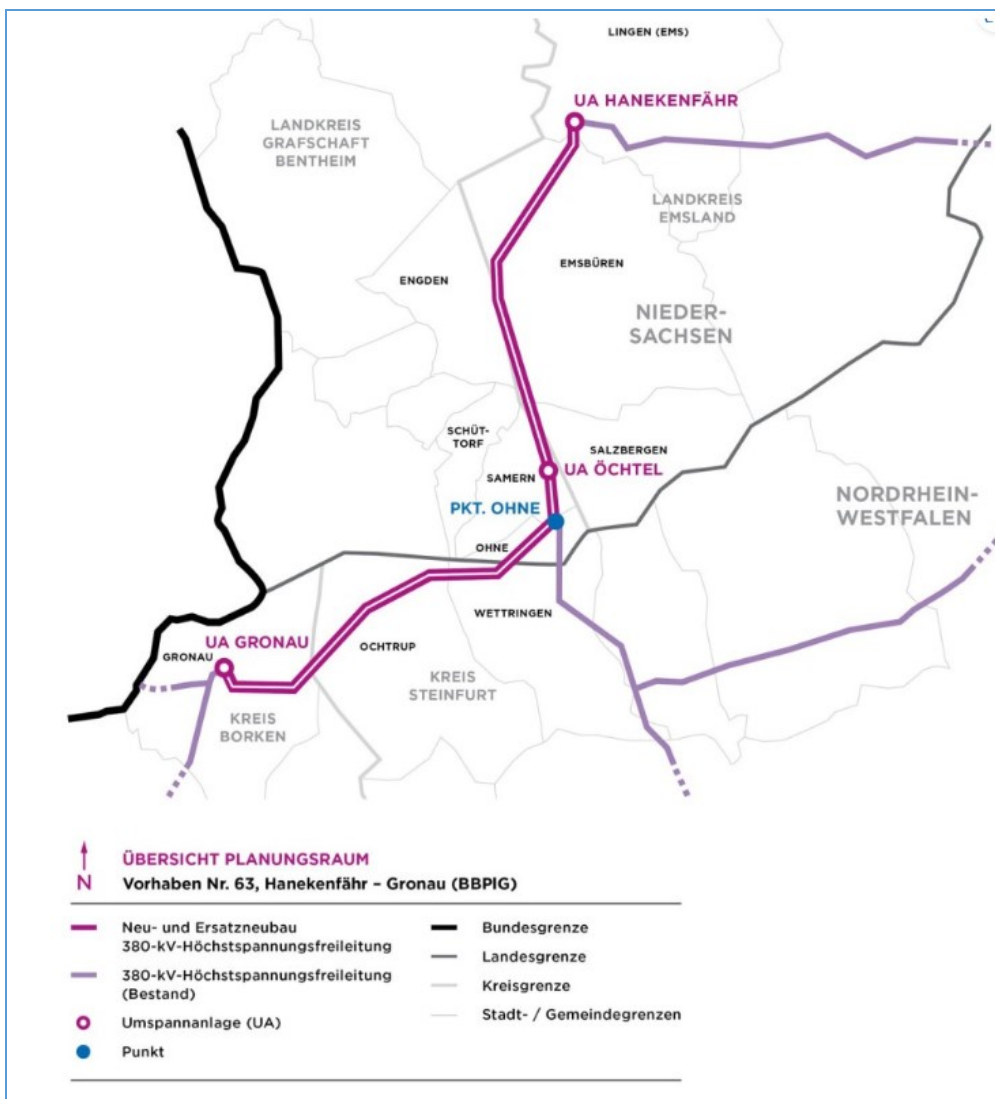 LINGEN (EMS)
UA HANEKENFÄHR
LANDKREIS
GRAFSCHAFT
BENTHEIM
LANDKREIS
EMSLAND
EMSBÜREN
ENGDEN
NIEDER-
SACHSEN
SCHÜT-
TORF
SALZBERGEN
UA ÖCHTEL
SAMERN
NORDRHEIN-
WESTFALEN
PKT. OHNE
OHNE
WETTRINGEN
UA GRONAU
OCHTRUP
GRONAU
KREIS
STEINFURT
KREIS
BORKEN
N
ÜBERSICHT PLANUNGSRAUM
Vorhaben Nr. 63, Hanekenfähr – Gronau (BBPlG)
Neu- und Ersatzneubau
380-kV-Höchstspannungsfreileitung
380-kV-Höchstspannungsfreileitung
(Bestand)
Umspannanlage (UA)
Punkt
Bundesgrenze
Landesgrenze
Kreisgrenze
Stadt- / Gemeindegrenzen